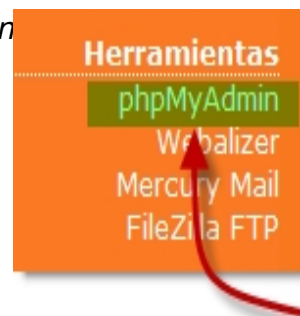 n
Herramientas
phpMyAdmin
Webalizer
Mercury Mail
FileZilla FTP